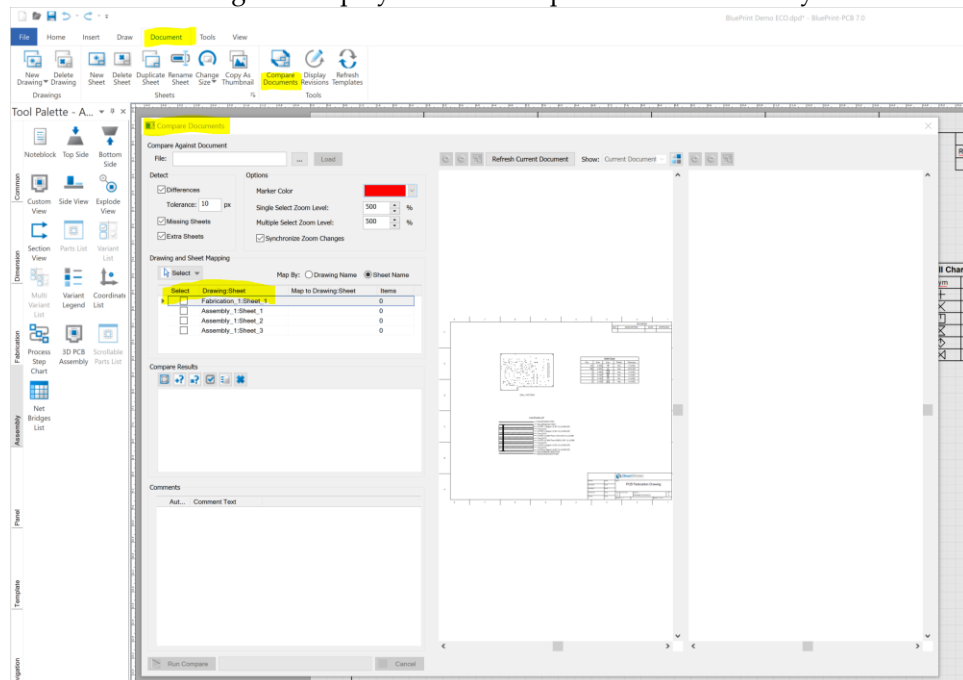 BluePrint Demo ECO.dpd* - BluePrint-PCB 7.0
File Home Insert Draw Document Tools View
New Drawing Delete Drawing New Sheet Delete Sheet Duplicate Sheet Rename Sheet Change Size Copy As Thumbnail Compare Documents Display Revisions Refresh Templates
Drawings Sheets Tools
Tool Palette - A...
Noteblock Top Side Bottom Side
Custom View Side View Explode View
Section View Parts List Variant List
Multi Variant List Variant Legend Coordinate List
Process Step Chart 3D PCB Assembly Scrollable Parts List
Net Bridges List
Common
Dimension
Fabrication
Assembly
Panel
Template
Compare Documents
Compare Against Document
File: ... Load
Refresh Current Document Show: Current Document
Detect Options
Differences Marker Color
Tolerance: 10 px Single Select Zoom Level: 500 %
Missing Sheets Multiple Select Zoom Level: 500 %
Extra Sheets Synchronize Zoom Changes
Drawing and Sheet Mapping
Select Map By: Drawing Name Sheet Name
Select Drawing:Sheet Map to Drawing:Sheet Items
Fabrication_1:Sheet_1 0
Assembly_1:Sheet_1 0
Assembly_1:Sheet_2 0
Assembly_1:Sheet_3 0
Compare Results
Comments
Aut... Comment Text
Run Compare Cancel